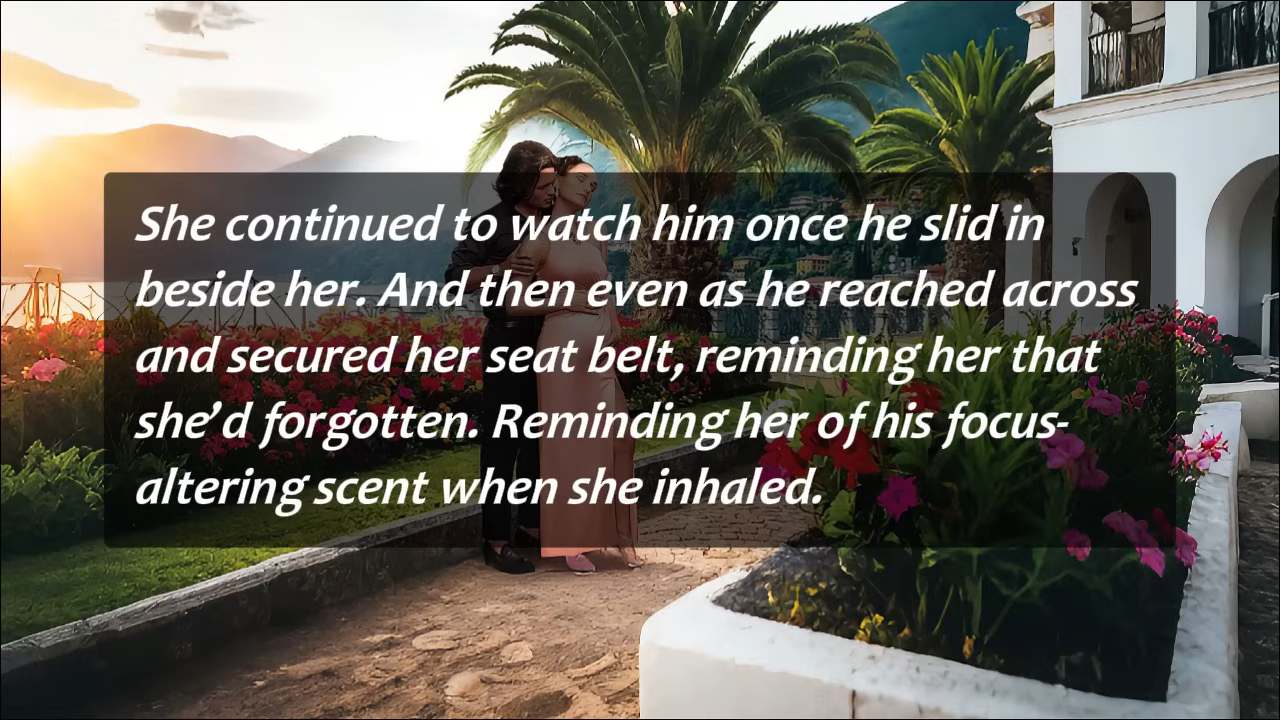 She continued to watch him once he slid in
beside her. And then even as he reached across
and secured her seat belt, reminding her that
she’d forgotten. Reminding her of his focus-
altering scent when she inhaled.